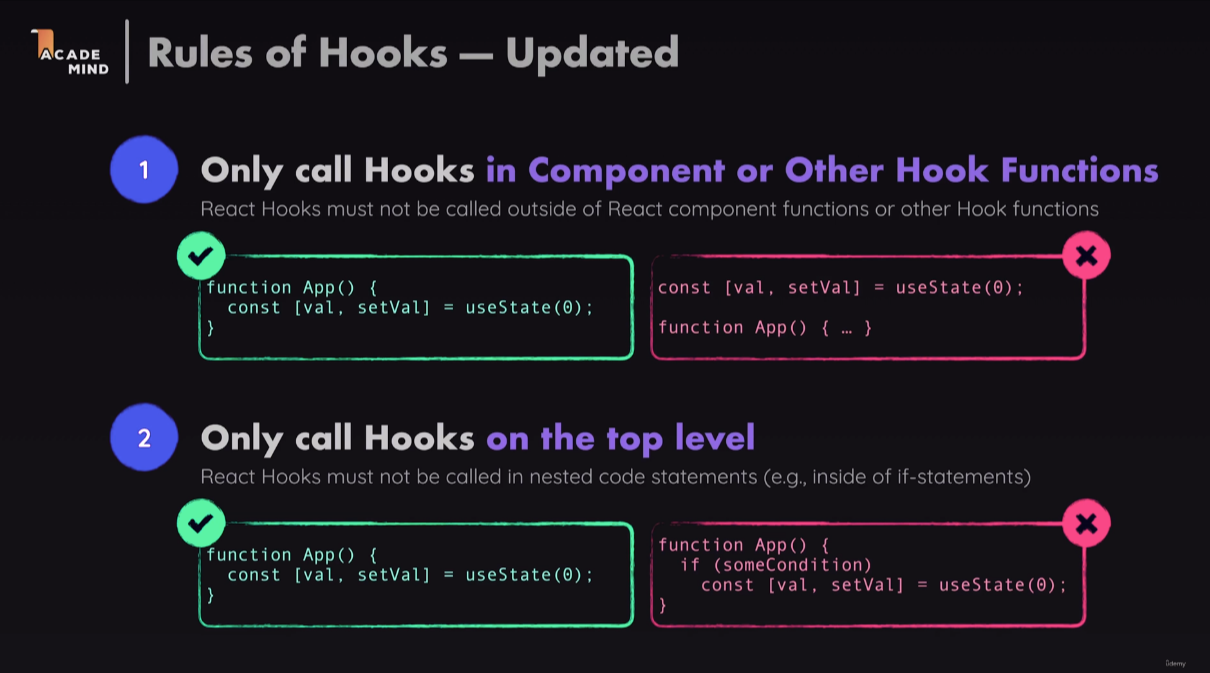 ACADE
MIND
Rules of Hooks — Updated
1
Only call Hooks in Component or Other Hook Functions
React Hooks must not be called outside of React component functions or other Hook functions
function App() {
  const [val, setVal] = useState(0);
}
const [val, setVal] = useState(0);
function App() { … }
2
Only call Hooks on the top level
React Hooks must not be called in nested code statements (e.g., inside of if-statements)
function App() {
  const [val, setVal] = useState(0);
}
function App() {
  if (someCondition)
    const [val, setVal] = useState(0);
}
ûdemy